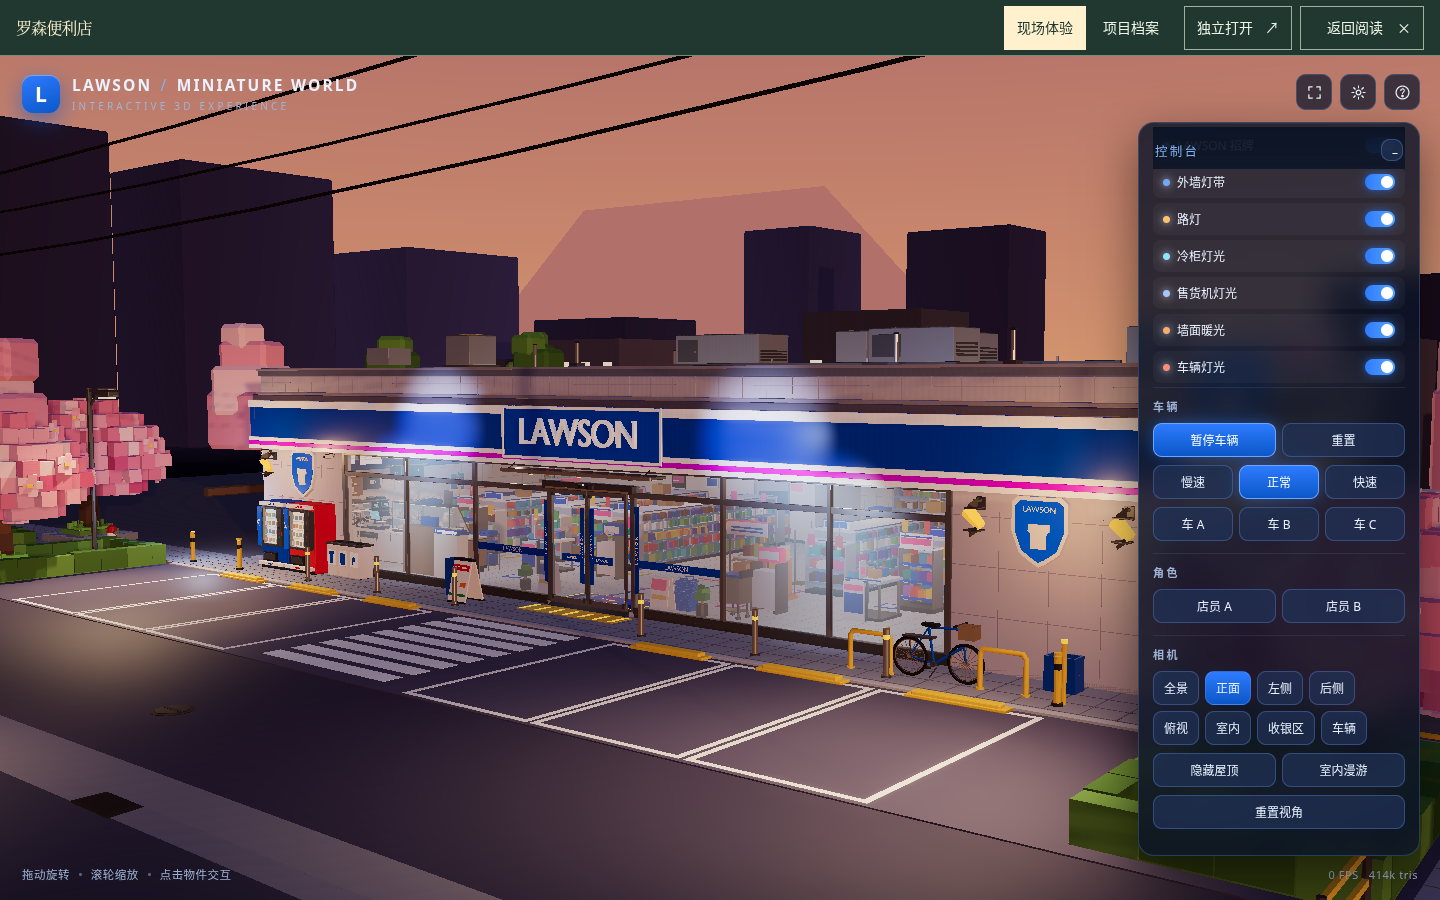 罗森便利店
现场体验
项目档案
独立打开 ↗
返回阅读 ×
L
LAWSON / MINIATURE WORLD
INTERACTIVE 3D EXPERIENCE
控制台
外墙灯带
路灯
冷柜灯光
售货机灯光
墙面暖光
车辆灯光
车辆
暂停车辆
重置
慢速
正常
快速
车 A
车 B
车 C
角色
店员 A
店员 B
相机
全景
正面
左侧
后侧
俯视
室内
收银区
车辆
隐藏屋顶
室内漫游
重置视角
LAWSON
LAWSON
LAWSON
LAWSON
拖动旋转 • 滚轮缩放 • 点击物件交互
0 FPS 414k tris